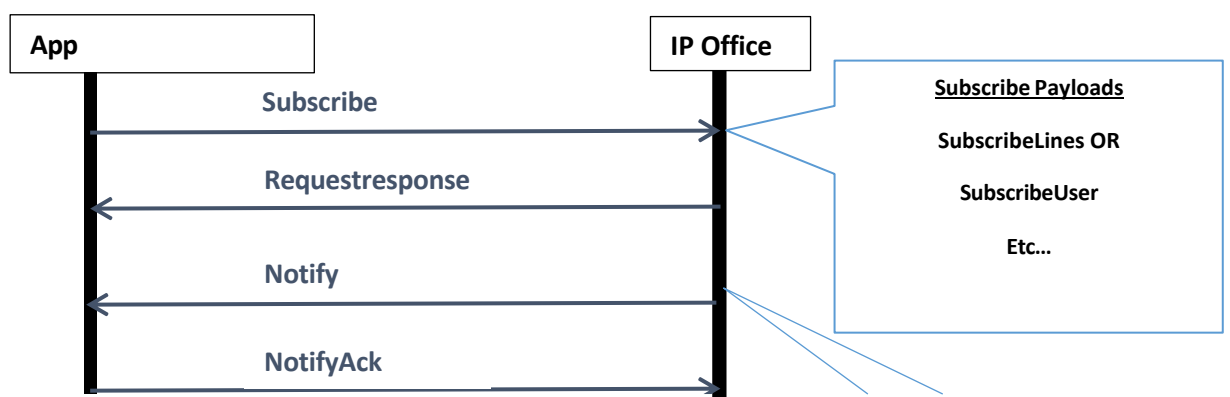 App
IP Office
Subscribe
Subscribe Payloads
SubscribeLines OR
Requestresponse
SubscribeUser
Etc...
Notify
NotifyAck